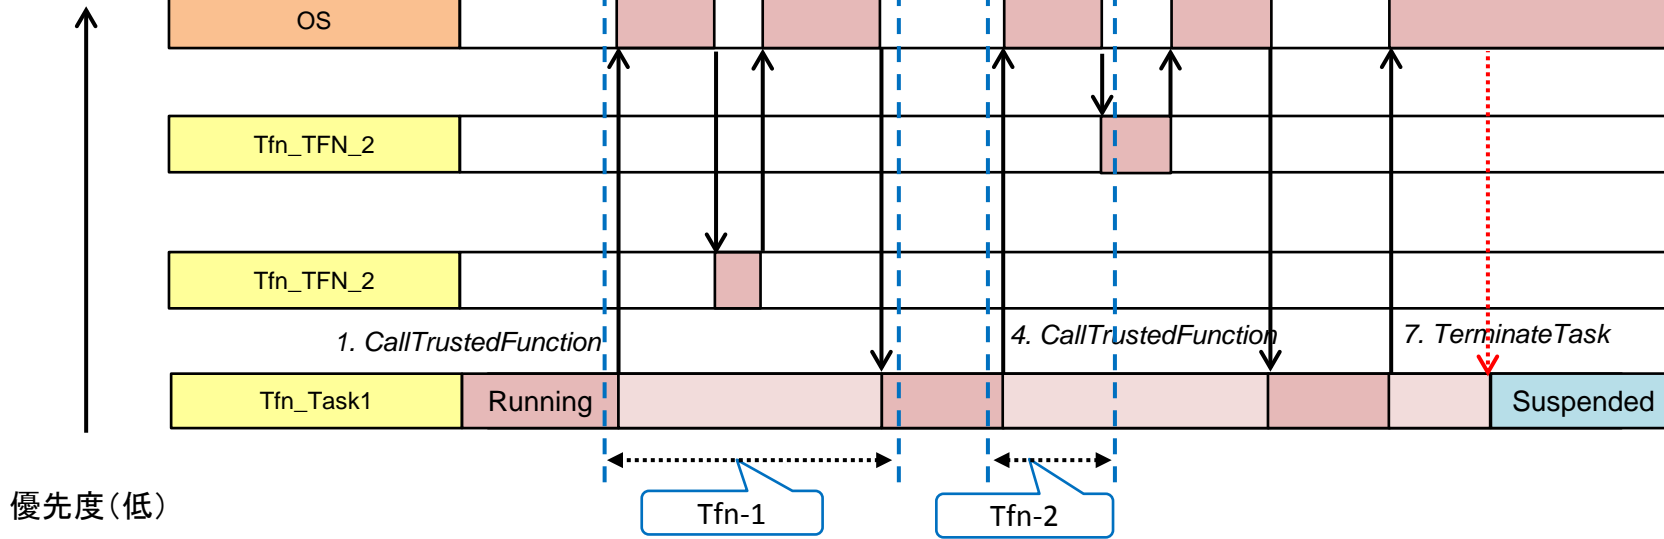 OS
Tfn_TFN_2
Tfn_TFN_2
1. CallTrustedFunction
4. CallTrustedFunction
7. TerminateTask
Tfn_Task1
Running
Suspended
Tfn-1
Tfn-2
優先度(低)